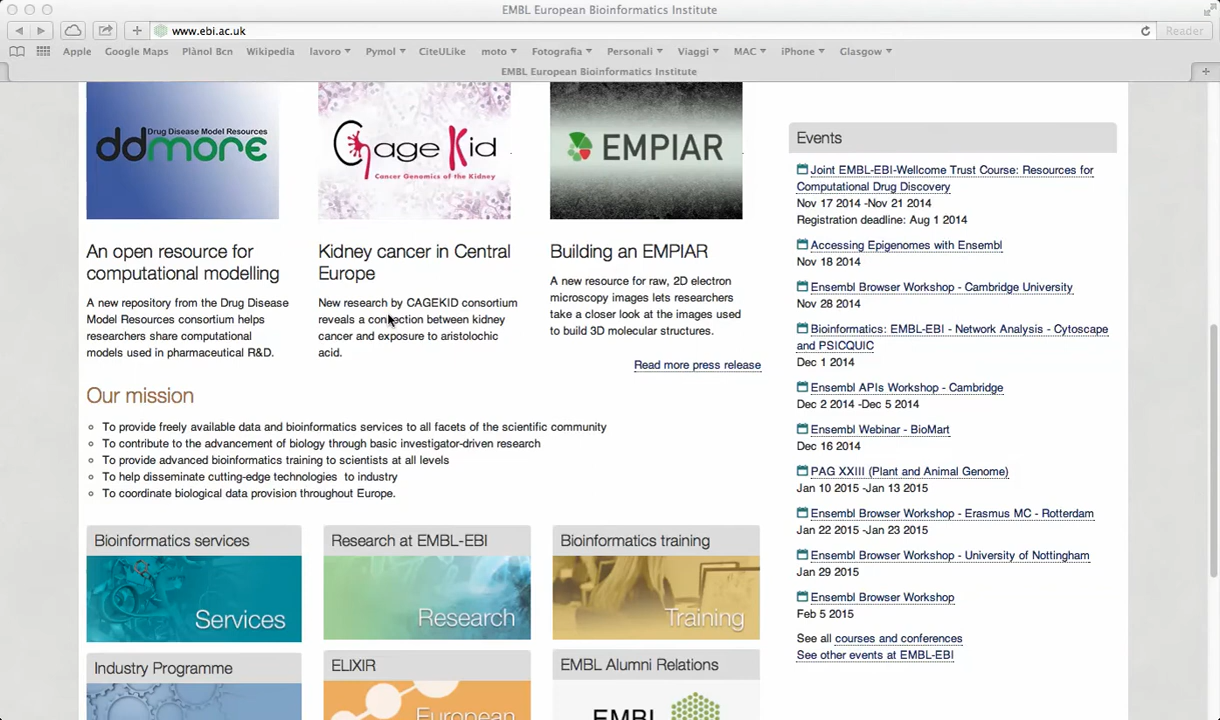 EMBL European Bioinformatics Institute
www.ebi.ac.uk
Reader
Apple Google Maps Plànol Bcn Wikipedia lavoro Pymol CiteULike moto Fotografia Personali Viaggi MAC iPhone Glasgow
EMBL European Bioinformatics Institute
Drug Disease Model Resources
ddmore
CageKid
Cancer Genomics of the Kidney
EMPIAR
An open resource for
computational modelling
A new repository from the Drug Disease
Model Resources consortium helps
researchers share computational
models used in pharmaceutical R&D.
Kidney cancer in Central
Europe
New research by CAGEKID consortium
reveals a connection between kidney
cancer and exposure to aristolochic
acid.
Building an EMPIAR
A new resource for raw, 2D electron
microscopy images lets researchers
take a closer look at the images used
to build 3D molecular structures.
Read more press release
Our mission
To provide freely available data and bioinformatics services to all facets of the scientific community
To contribute to the advancement of biology through basic investigator-driven research
To provide advanced bioinformatics training to scientists at all levels
To help disseminate cutting-edge technologies to industry
To coordinate biological data provision throughout Europe.
Bioinformatics services
Services
Research at EMBL-EBI
Research
Bioinformatics training
Training
Industry Programme
ELIXIR
European
EMBL Alumni Relations
EMBL
Events
Joint EMBL-EBI-Wellcome Trust Course: Resources for
Computational Drug Discovery
Nov 17 2014 -Nov 21 2014
Registration deadline: Aug 1 2014
Accessing Epigenomes with Ensembl
Nov 18 2014
Ensembl Browser Workshop - Cambridge University
Nov 28 2014
Bioinformatics: EMBL-EBI - Network Analysis - Cytoscape
and PSICQUIC
Dec 1 2014
Ensembl APIs Workshop - Cambridge
Dec 2 2014 -Dec 5 2014
Ensembl Webinar - BioMart
Dec 16 2014
PAG XXIII (Plant and Animal Genome)
Jan 10 2015 -Jan 13 2015
Ensembl Browser Workshop - Erasmus MC - Rotterdam
Jan 22 2015 -Jan 23 2015
Ensembl Browser Workshop - University of Nottingham
Jan 29 2015
Ensembl Browser Workshop
Feb 5 2015
See all courses and conferences
See other events at EMBL-EBI